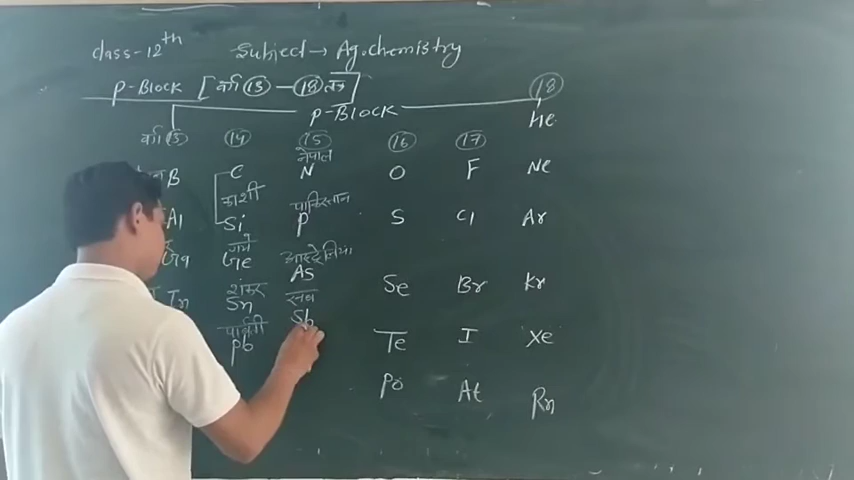 class-12th Subject → Ag.chemistry
P-Block [वर्ग 13 - 18 तक]
18
P-Block
He
वर्ग 13 14 15 16 17
नेपाल
B C N O F Ne
काशी पाकिस्तान
Al Si P S Cl Ar
गये आस्ट्रेलिया
Ga Ge As Se Br Kr
शंकर सब
In Sn Sb Te I Xe
पार्वती
Pb Po At Rn